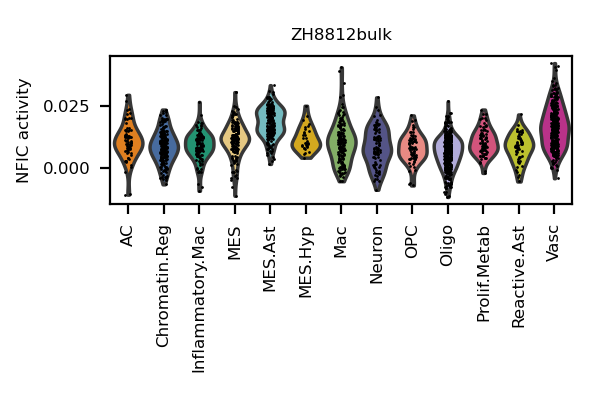 ZH8812bulk
NFIC activity
0.025
0.000
AC
Chromatin.Reg
Inflammatory.Mac
MES
MES.Ast
MES.Hyp
Mac
Neuron
OPC
Oligo
Prolif.Metab
Reactive.Ast
Vasc